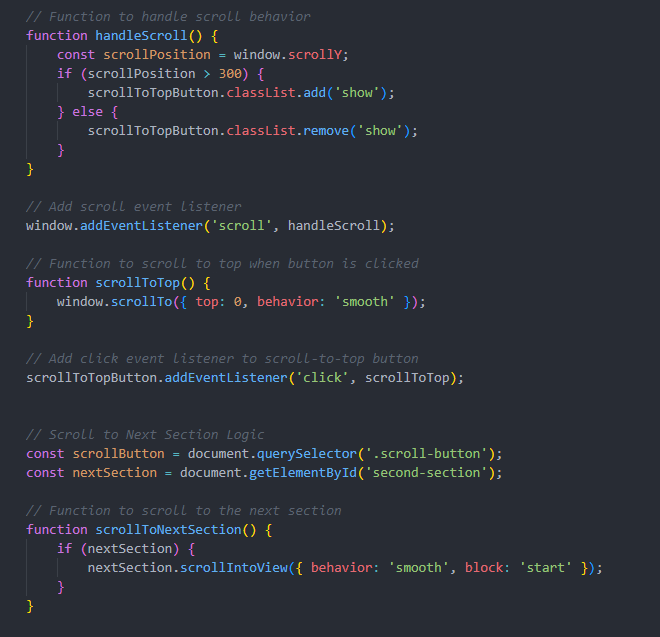 // Function to handle scroll behavior
function handleScroll() {
    const scrollPosition = window.scrollY;
    if (scrollPosition > 300) {
        scrollToTopButton.classList.add('show');
    } else {
        scrollToTopButton.classList.remove('show');
    }
}

// Add scroll event listener
window.addEventListener('scroll', handleScroll);

// Function to scroll to top when button is clicked
function scrollToTop() {
    window.scrollTo({ top: 0, behavior: 'smooth' });
}

// Add click event listener to scroll-to-top button
scrollToTopButton.addEventListener('click', scrollToTop);


// Scroll to Next Section Logic
const scrollButton = document.querySelector('.scroll-button');
const nextSection = document.getElementById('second-section');

// Function to scroll to the next section
function scrollToNextSection() {
    if (nextSection) {
        nextSection.scrollIntoView({ behavior: 'smooth', block: 'start' });
    }
}